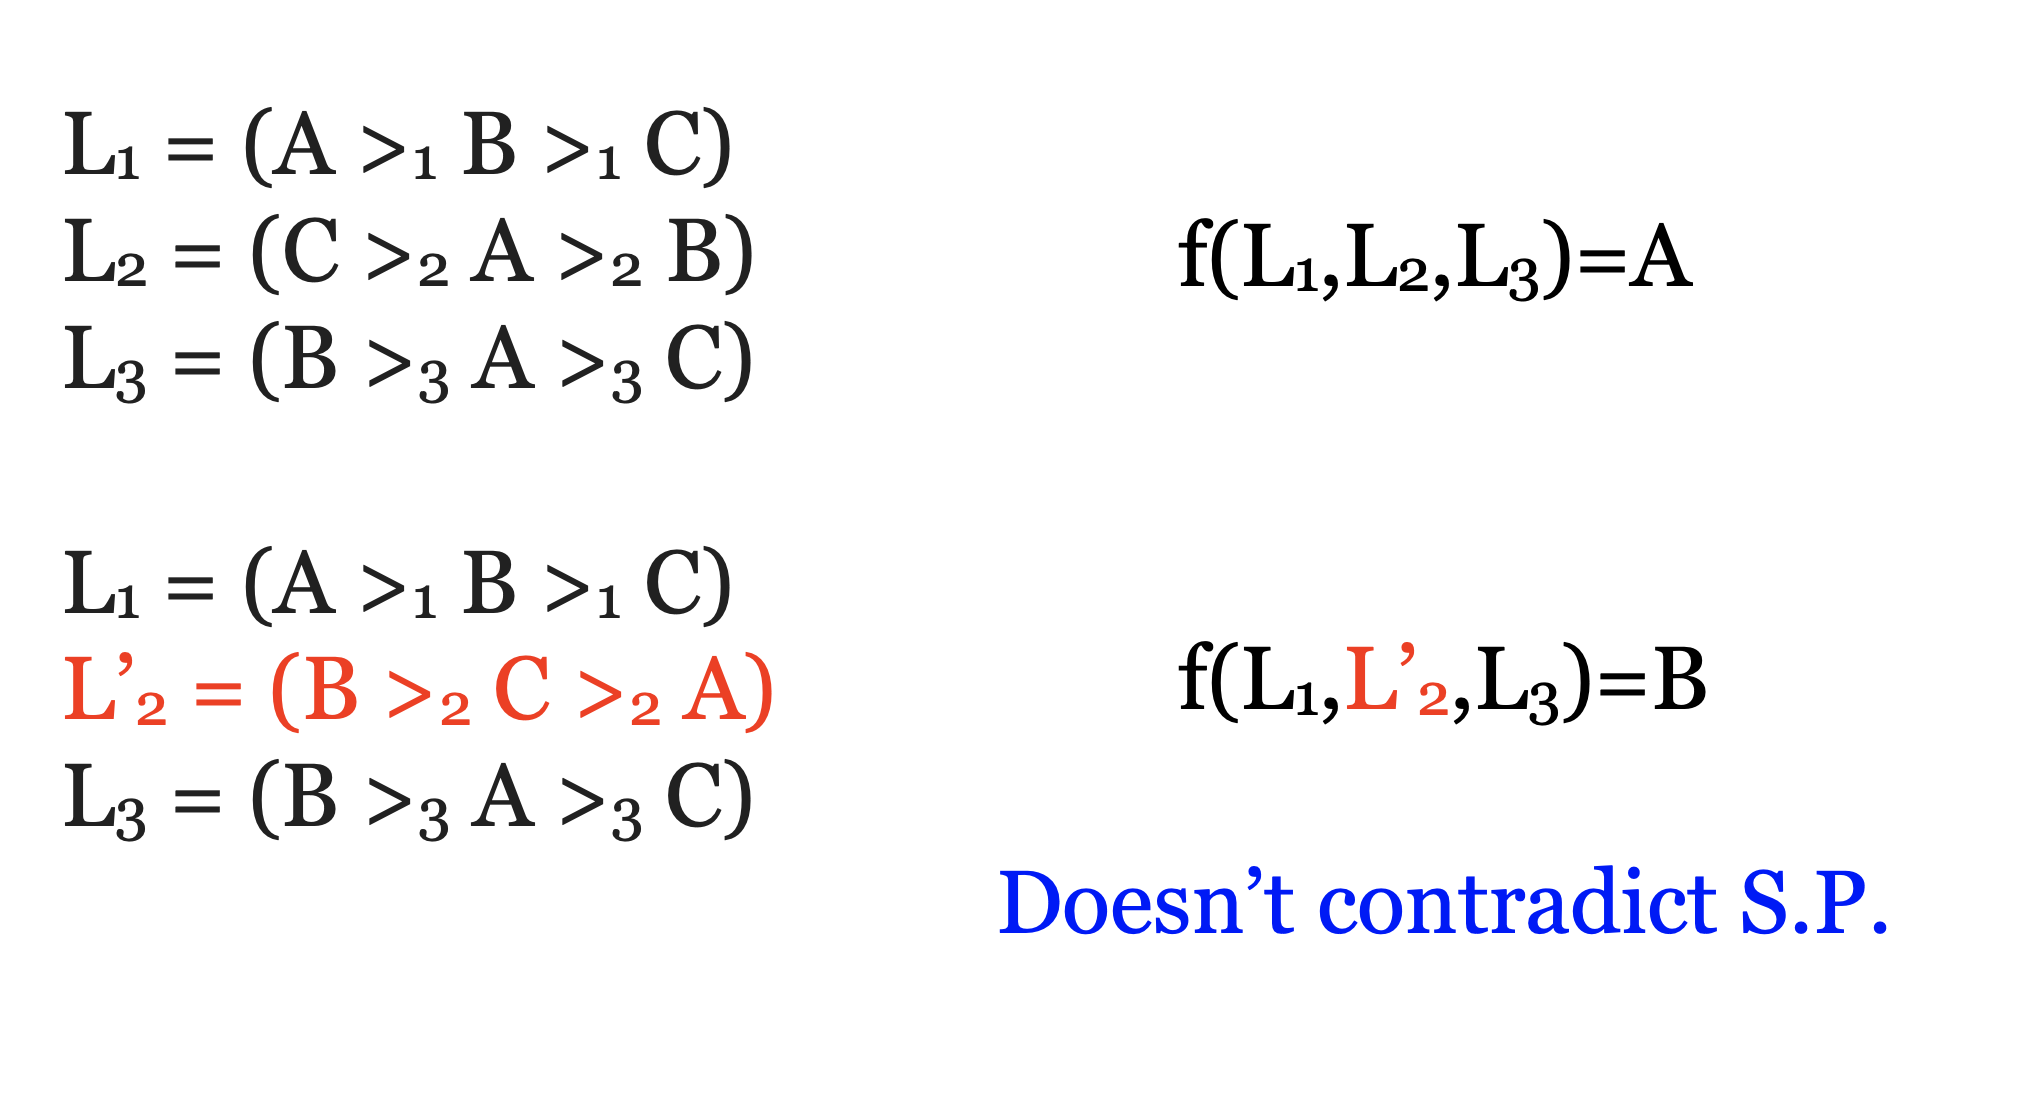 L₁ = (A >₁ B >₁ C)
L₂ = (C >₂ A >₂ B)
L₃ = (B >₃ A >₃ C)
f(L₁,L₂,L₃)=A
L₁ = (A >₁ B >₁ C)
L’₂ = (B >₂ C >₂ A)
L₃ = (B >₃ A >₃ C)
f(L₁,L’₂,L₃)=B
Doesn’t contradict S.P.